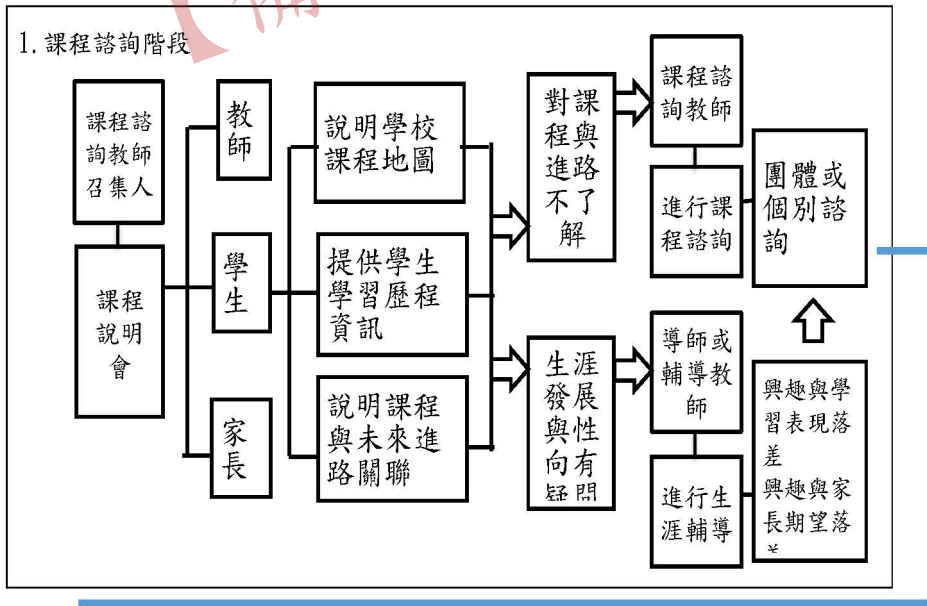 1. 課程諮詢階段
課程諮
詢教師
召集人
課程
說明
會
教
師
學
生
家
長
說明學校
課程地圖
提供學生
學習歷程
資訊
說明課程
與未來進
路關聯
對課
程與
進路
不了
解
生涯
發展
與性
向有
疑問
課程諮
詢教師
進行課
程諮詢
團體或
個別諮
詢
導師或
輔導教
師
進行生
涯輔導
興趣與學
習表現落
差
興趣與家
長期望落